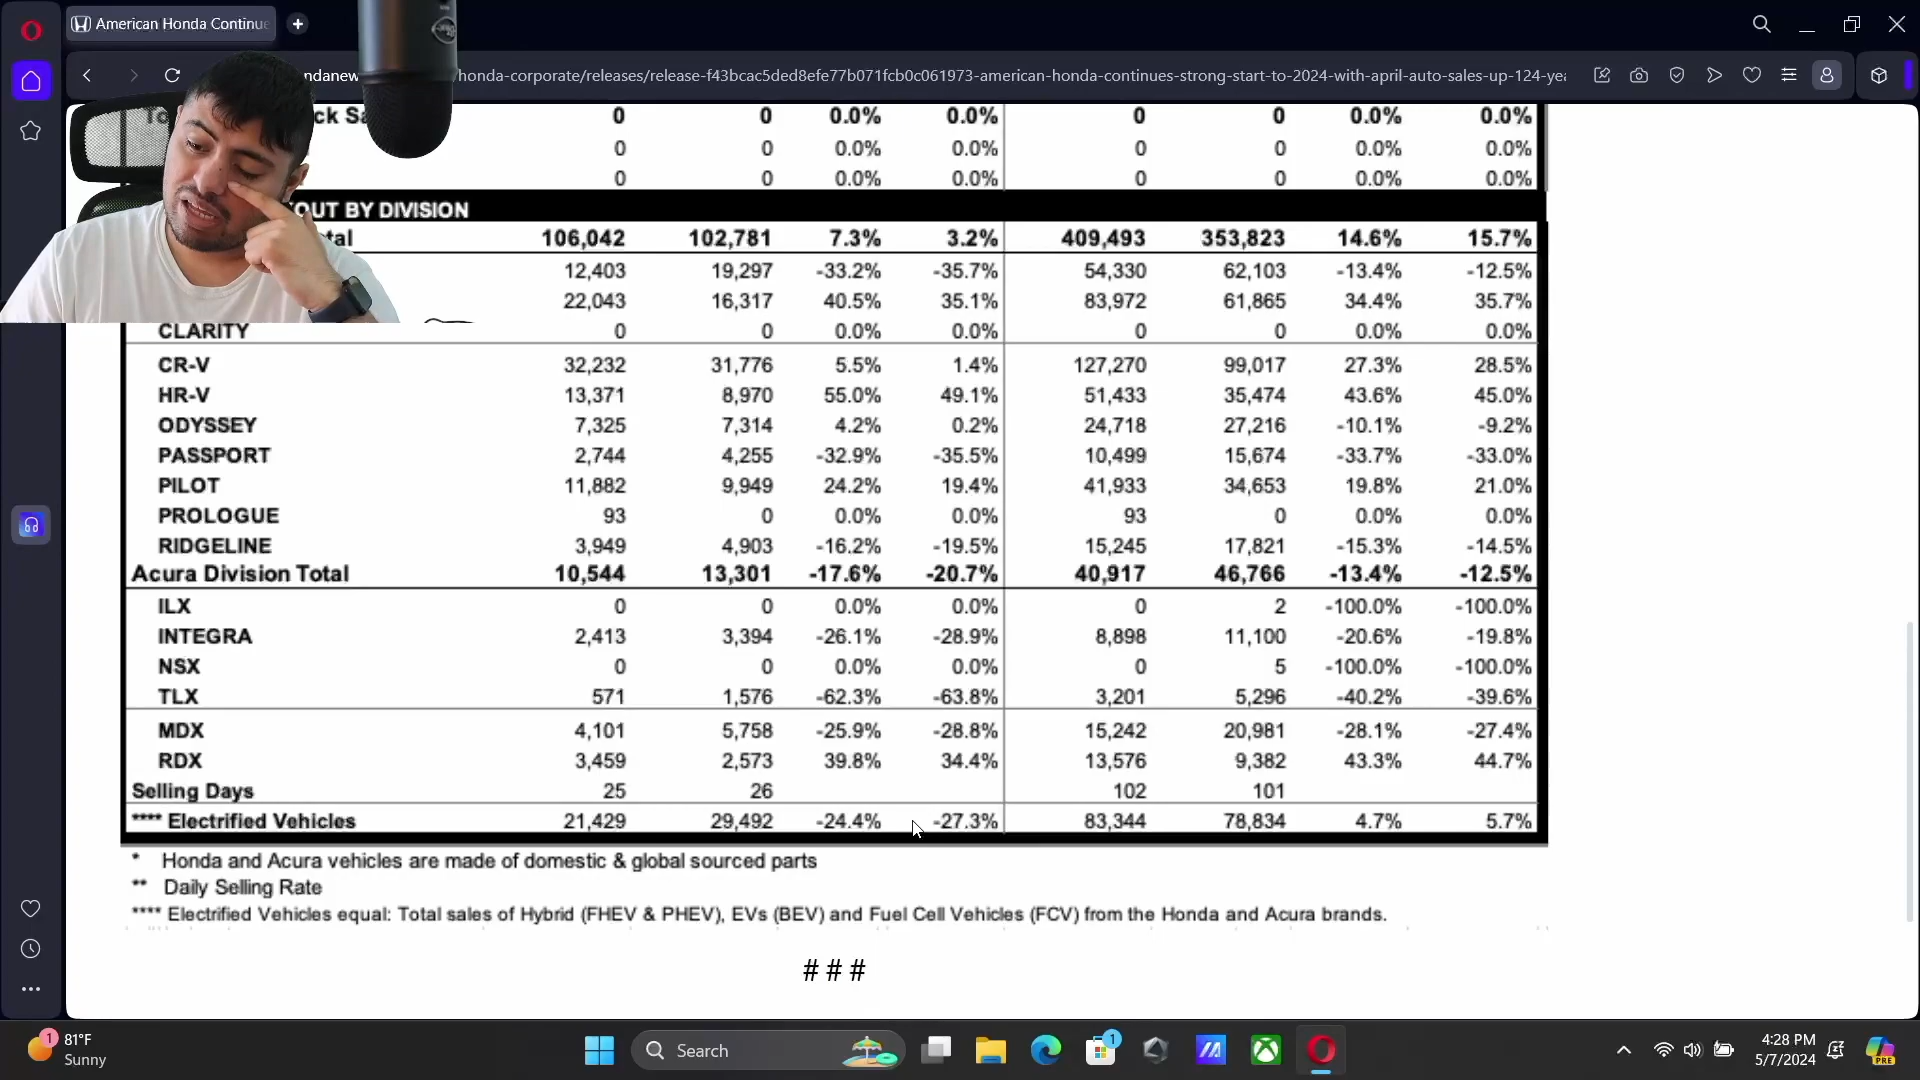 American Honda Continue
ndanew
honda-corporate/releases/release-f43bcac5ded8efe77b071fcb0c061973-american-honda-continues-strong-start-to-2024-with-april-auto-sales-up-124-yea
ck Sa 0 0 0.0% 0.0% 0 0 0.0% 0.0%
0 0 0.0% 0.0% 0 0 0.0% 0.0%
0 0 0.0% 0.0% 0 0 0.0% 0.0%
OUT BY DIVISION
tal 106,042 102,781 7.3% 3.2% 409,493 353,823 14.6% 15.7%
12,403 19,297 -33.2% -35.7% 54,330 62,103 -13.4% -12.5%
22,043 16,317 40.5% 35.1% 83,972 61,865 34.4% 35.7%
CLARITY 0 0 0.0% 0.0% 0 0 0.0% 0.0%
CR-V 32,232 31,776 5.5% 1.4% 127,270 99,017 27.3% 28.5%
HR-V 13,371 8,970 55.0% 49.1% 51,433 35,474 43.6% 45.0%
ODYSSEY 7,325 7,314 4.2% 0.2% 24,718 27,216 -10.1% -9.2%
PASSPORT 2,744 4,255 -32.9% -35.5% 10,499 15,674 -33.7% -33.0%
PILOT 11,882 9,949 24.2% 19.4% 41,933 34,653 19.8% 21.0%
PROLOGUE 93 0 0.0% 0.0% 93 0 0.0% 0.0%
RIDGELINE 3,949 4,903 -16.2% -19.5% 15,245 17,821 -15.3% -14.5%
Acura Division Total 10,544 13,301 -17.6% -20.7% 40,917 46,766 -13.4% -12.5%
ILX 0 0 0.0% 0.0% 0 2 -100.0% -100.0%
INTEGRA 2,413 3,394 -26.1% -28.9% 8,898 11,100 -20.6% -19.8%
NSX 0 0 0.0% 0.0% 0 5 -100.0% -100.0%
TLX 571 1,576 -62.3% -63.8% 3,201 5,296 -40.2% -39.6%
MDX 4,101 5,758 -25.9% -28.8% 15,242 20,981 -28.1% -27.4%
RDX 3,459 2,573 39.8% 34.4% 13,576 9,382 43.3% 44.7%
Selling Days 25 26 102 101
**** Electrified Vehicles 21,429 29,492 -24.4% -27.3% 83,344 78,834 4.7% 5.7%
* Honda and Acura vehicles are made of domestic & global sourced parts
** Daily Selling Rate
**** Electrified Vehicles equal: Total sales of Hybrid (FHEV & PHEV), EVs (BEV) and Fuel Cell Vehicles (FCV) from the Honda and Acura brands.
# # #
1
81°F
Sunny
Search
1
4:28 PM
5/7/2024
PRE